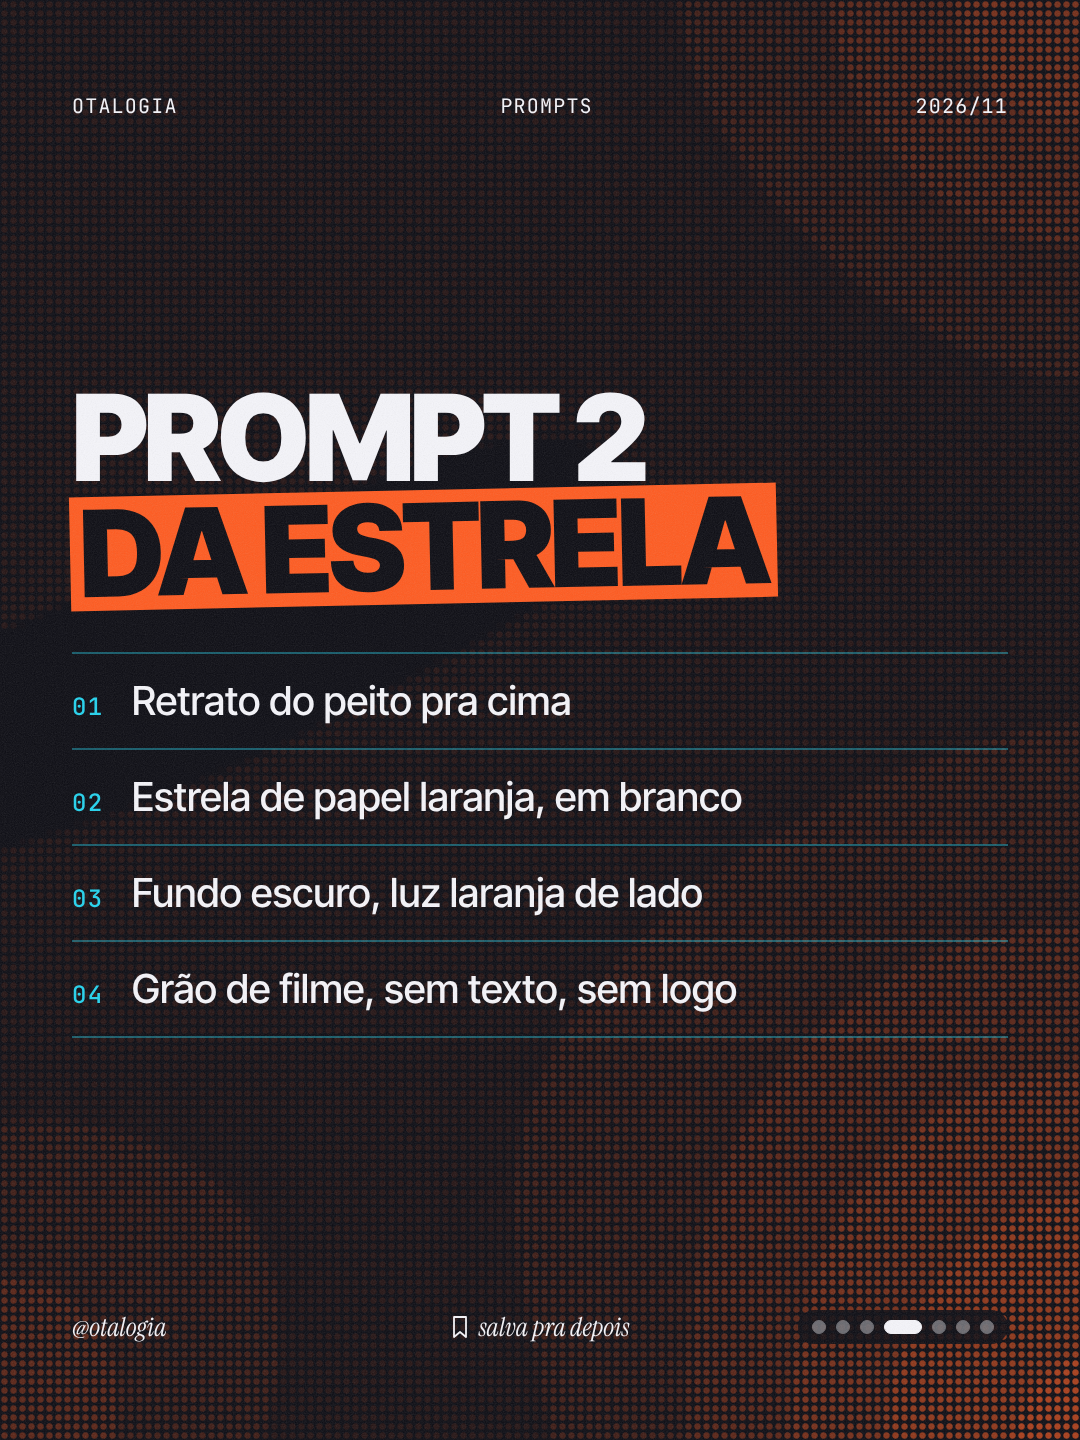 OTALOGIA
PROMPTS
2026/11
PROMPT 2
DA ESTRELA
01 Retrato do peito pra cima
02 Estrela de papel laranja, em branco
03 Fundo escuro, luz laranja de lado
04 Grão de filme, sem texto, sem logo
@otalogia
salva pra depois